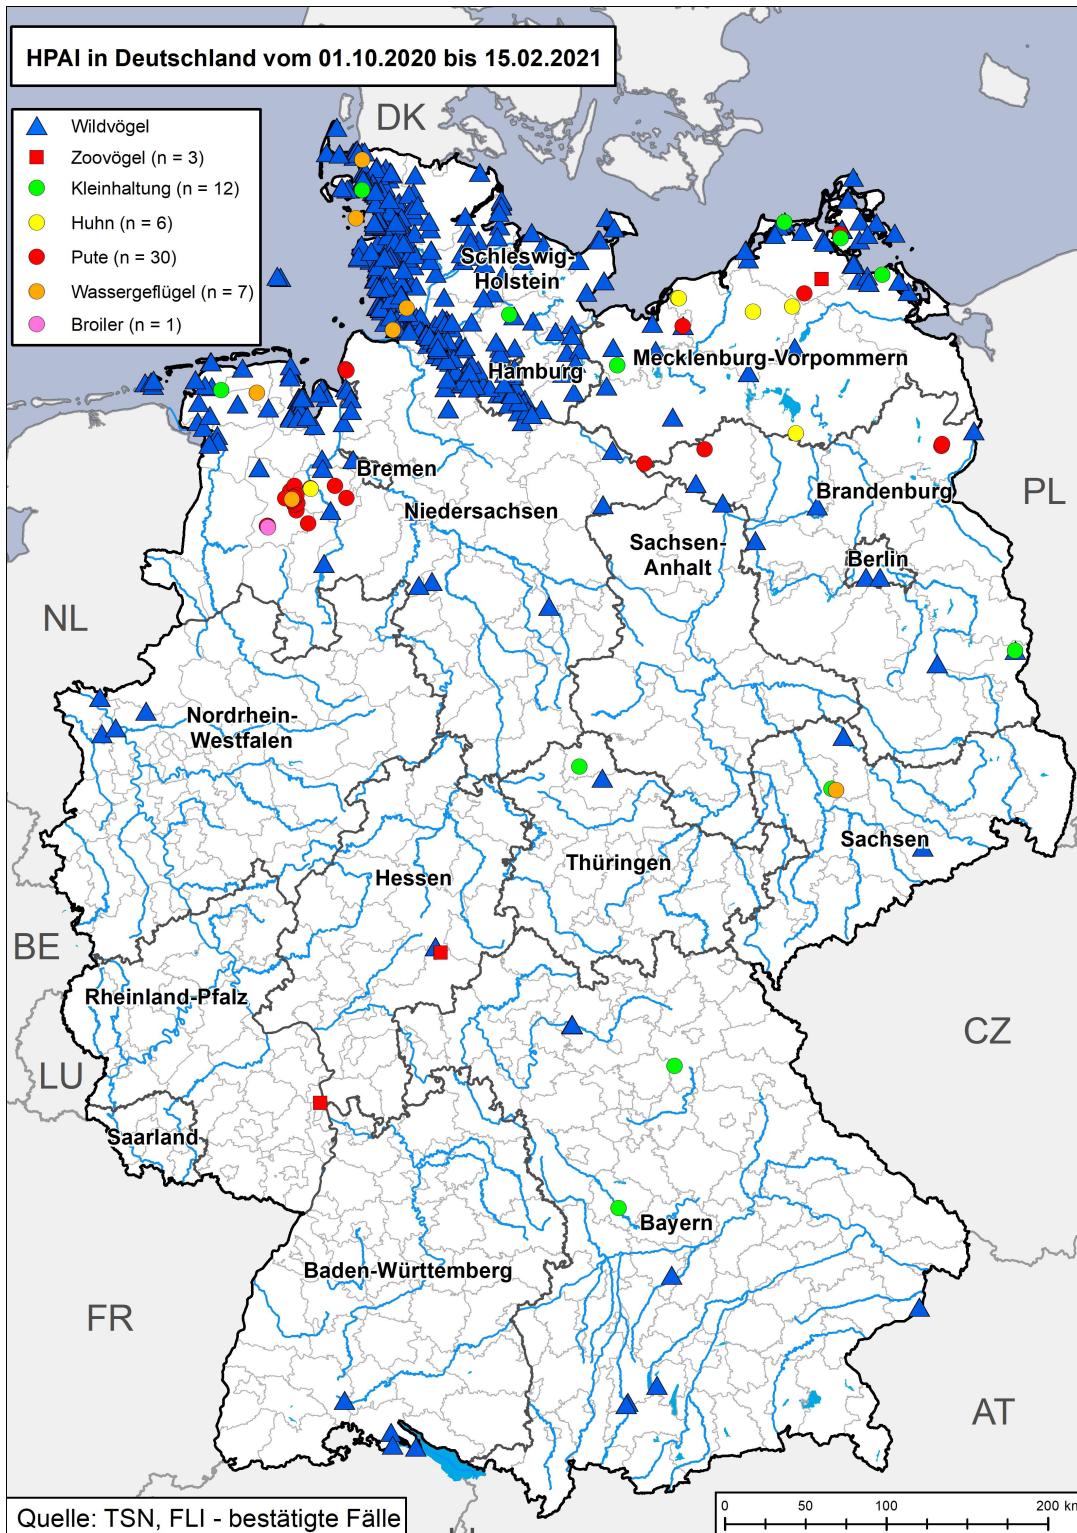 HPAI in Deutschland vom 01.10.2020 bis 15.02.2021
Wildvögel
Zoovögel (n = 3)
Kleinhaltung (n = 12)
Huhn (n = 6)
Pute (n = 30)
Wassergeflügel (n = 7)
Broiler (n = 1)
DK
Schleswig-
Holstein
Hamburg
Mecklenburg-Vorpommern
Bremen
Niedersachsen
Brandenburg
PL
Sachsen-
Anhalt
Berlin
NL
Nordrhein-
Westfalen
Sachsen
Thüringen
Hessen
BE
Rheinland-Pfalz
CZ
LU
Saarland
Bayern
Baden-Württemberg
FR
AT
Quelle: TSN, FLI - bestätigte Fälle
0 50 100 200 km